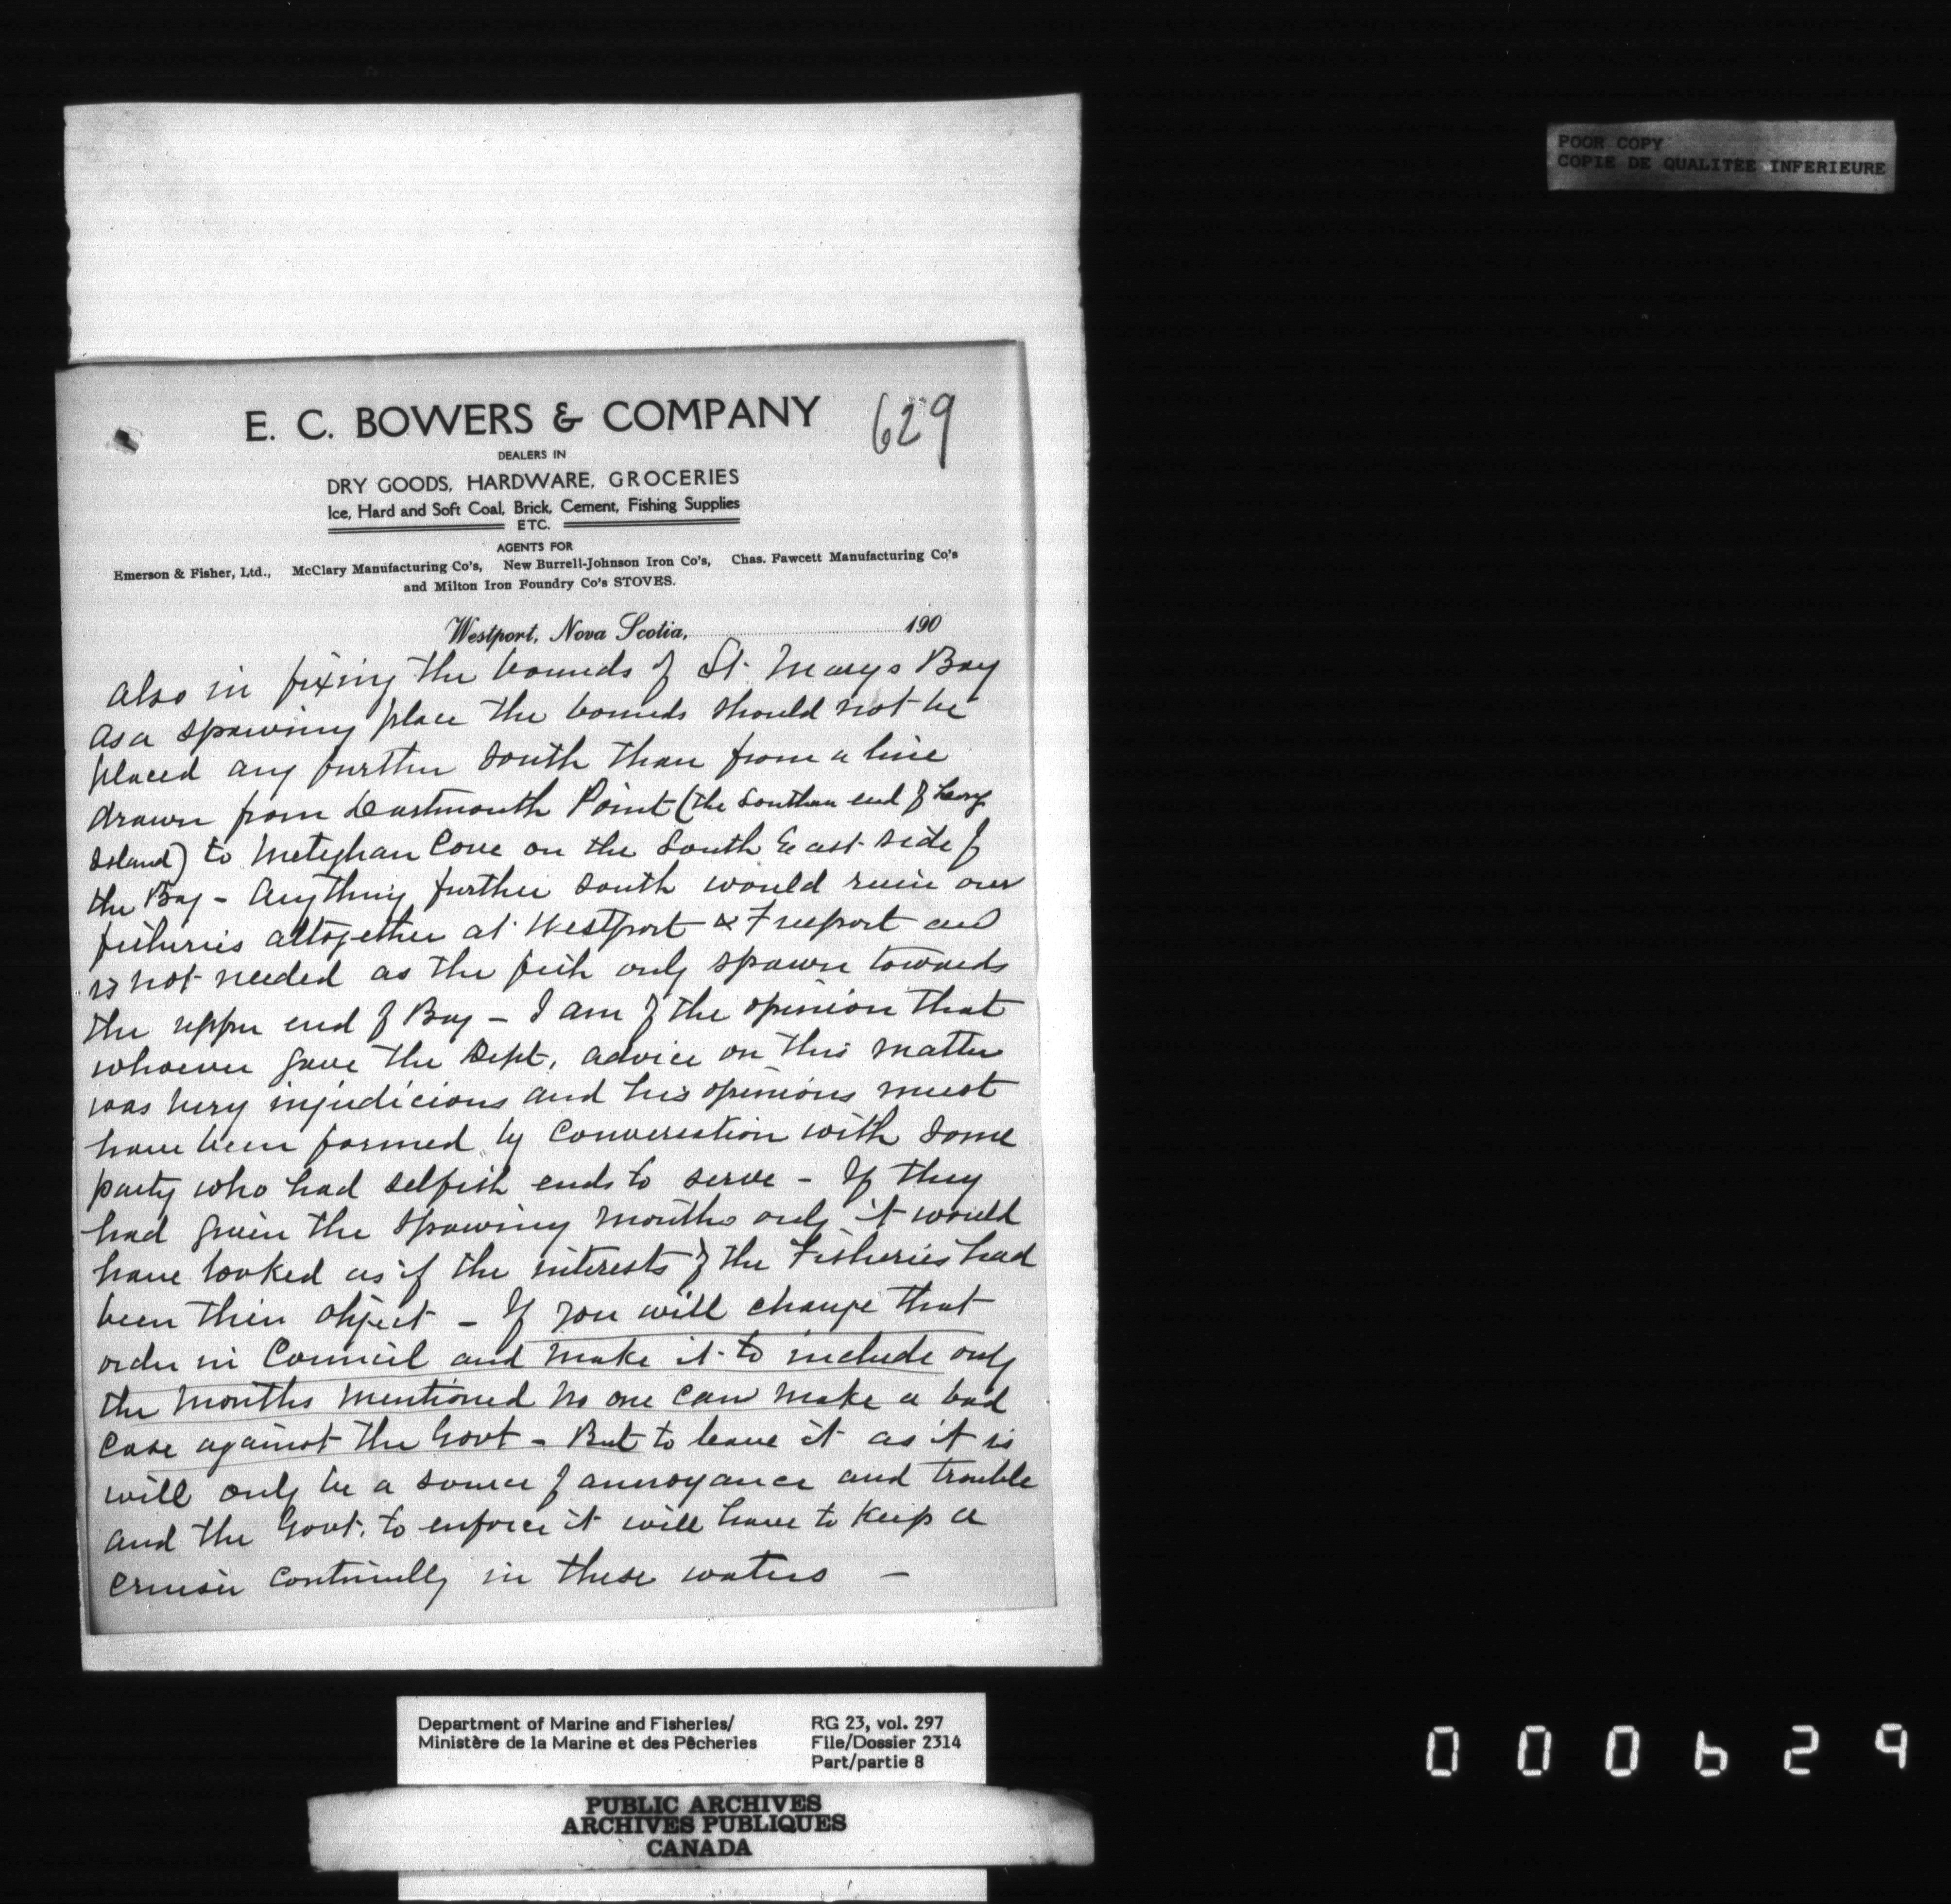 POOR COPY
COPIE DE QUALITEE INFERIEURE
E. C. BOWERS & COMPANY
629
DEALERS IN
DRY GOODS, HARDWARE, GROCERIES
Ice, Hard and Soft Coal, Brick, Cement, Fishing Supplies
ETC.
AGENTS FOR
Emerson & Fisher, Ltd., McClary Manufacturing Co's, New Burrell-Johnson Iron Co's, Chas. Fawcett Manufacturing Co's
and Milton Iron Foundry Co's STOVES.
Westport, Nova Scotia, 190
also in fixing the bounds of St. Marys Bay
as a spawing place the bounds should not be
placed any further south than from a line
drawn from Dartmouth Point (the Southern end of Long
Island) to Meteghan Cove on the South East side of
the Bay - Anything further south would ruin our
fisheries altogether at Westport & Freeport and
is not needed as the fish only spawn towards
the upper end of Bay - I am of the opinion that
whoever gave the Dept. advice on this matter
was very injudicious and his opinions must
have been formed by conversation with some
party who had selfish ends to serve - If they
had given the spawing months only it would
have looked as if the interests of the Fisheries had
been their object - If you will change that
order in Council and make it to include only
the months mentioned no one can make a bad
case against the Govt - But to leave it as it is
will only be a source of annoyance and trouble
and the Govt. to enforce it will have to keep a
cruisir continully in these waters -
Department of Marine and Fisheries/
Ministère de la Marine et des Pêcheries
RG 23, vol. 297
File/Dossier 2314
Part/partie 8
PUBLIC ARCHIVES
ARCHIVES PUBLIQUES
CANADA
000629